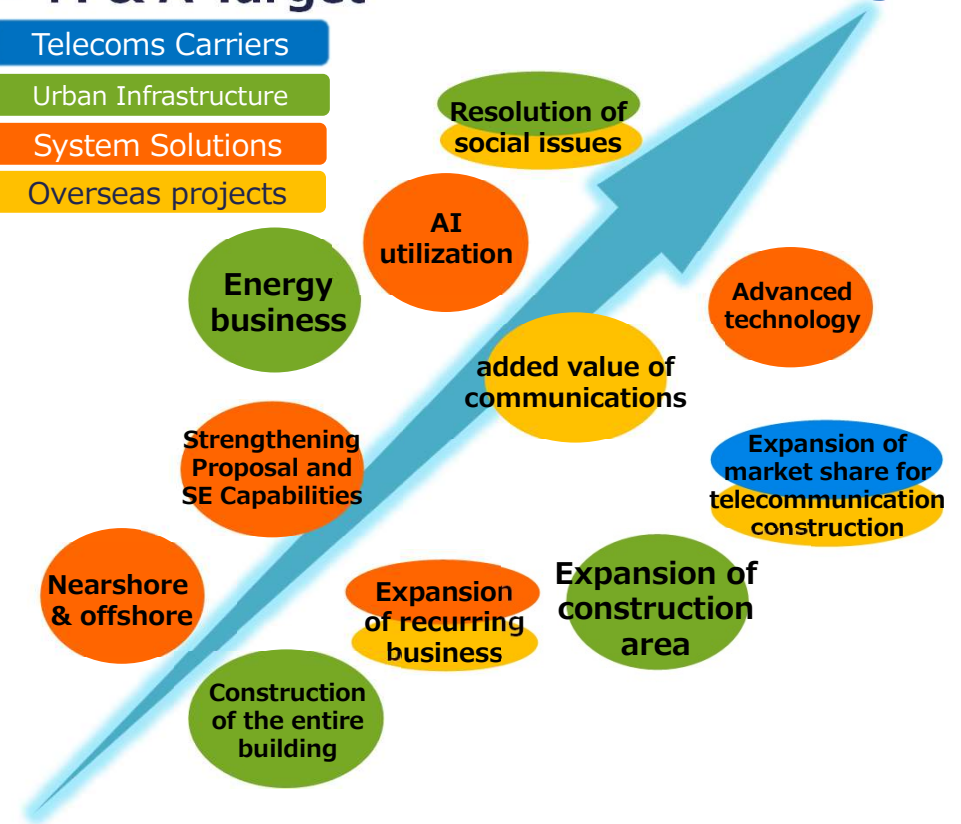 Target
Telecoms Carriers
Urban Infrastructure
System Solutions
Overseas projects
Resolution of
social issues
AI
utilization
Energy
business
Advanced
technology
added value of
communications
Strengthening
Proposal and
SE Capabilities
Expansion of
market share for
telecommunication
construction
Nearshore
& offshore
Expansion
of recurring
business
Expansion of
construction
area
Construction
of the entire
building